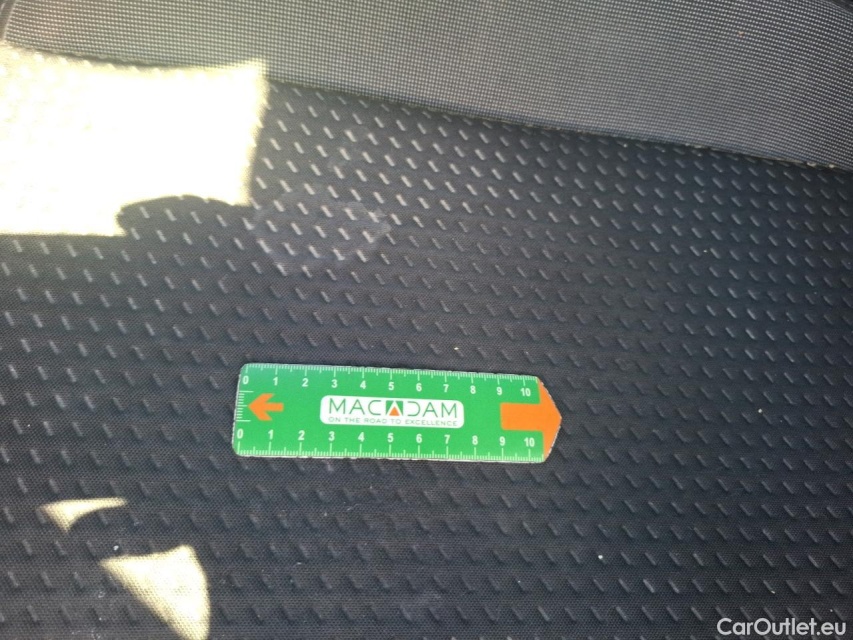 0 1 2 3 4 5 6 7 8 9 10
MACADAM
ON THE ROAD TO EXCELLENCE
0 1 2 3 4 5 6 7 8 9 10
CarOutlet.eu